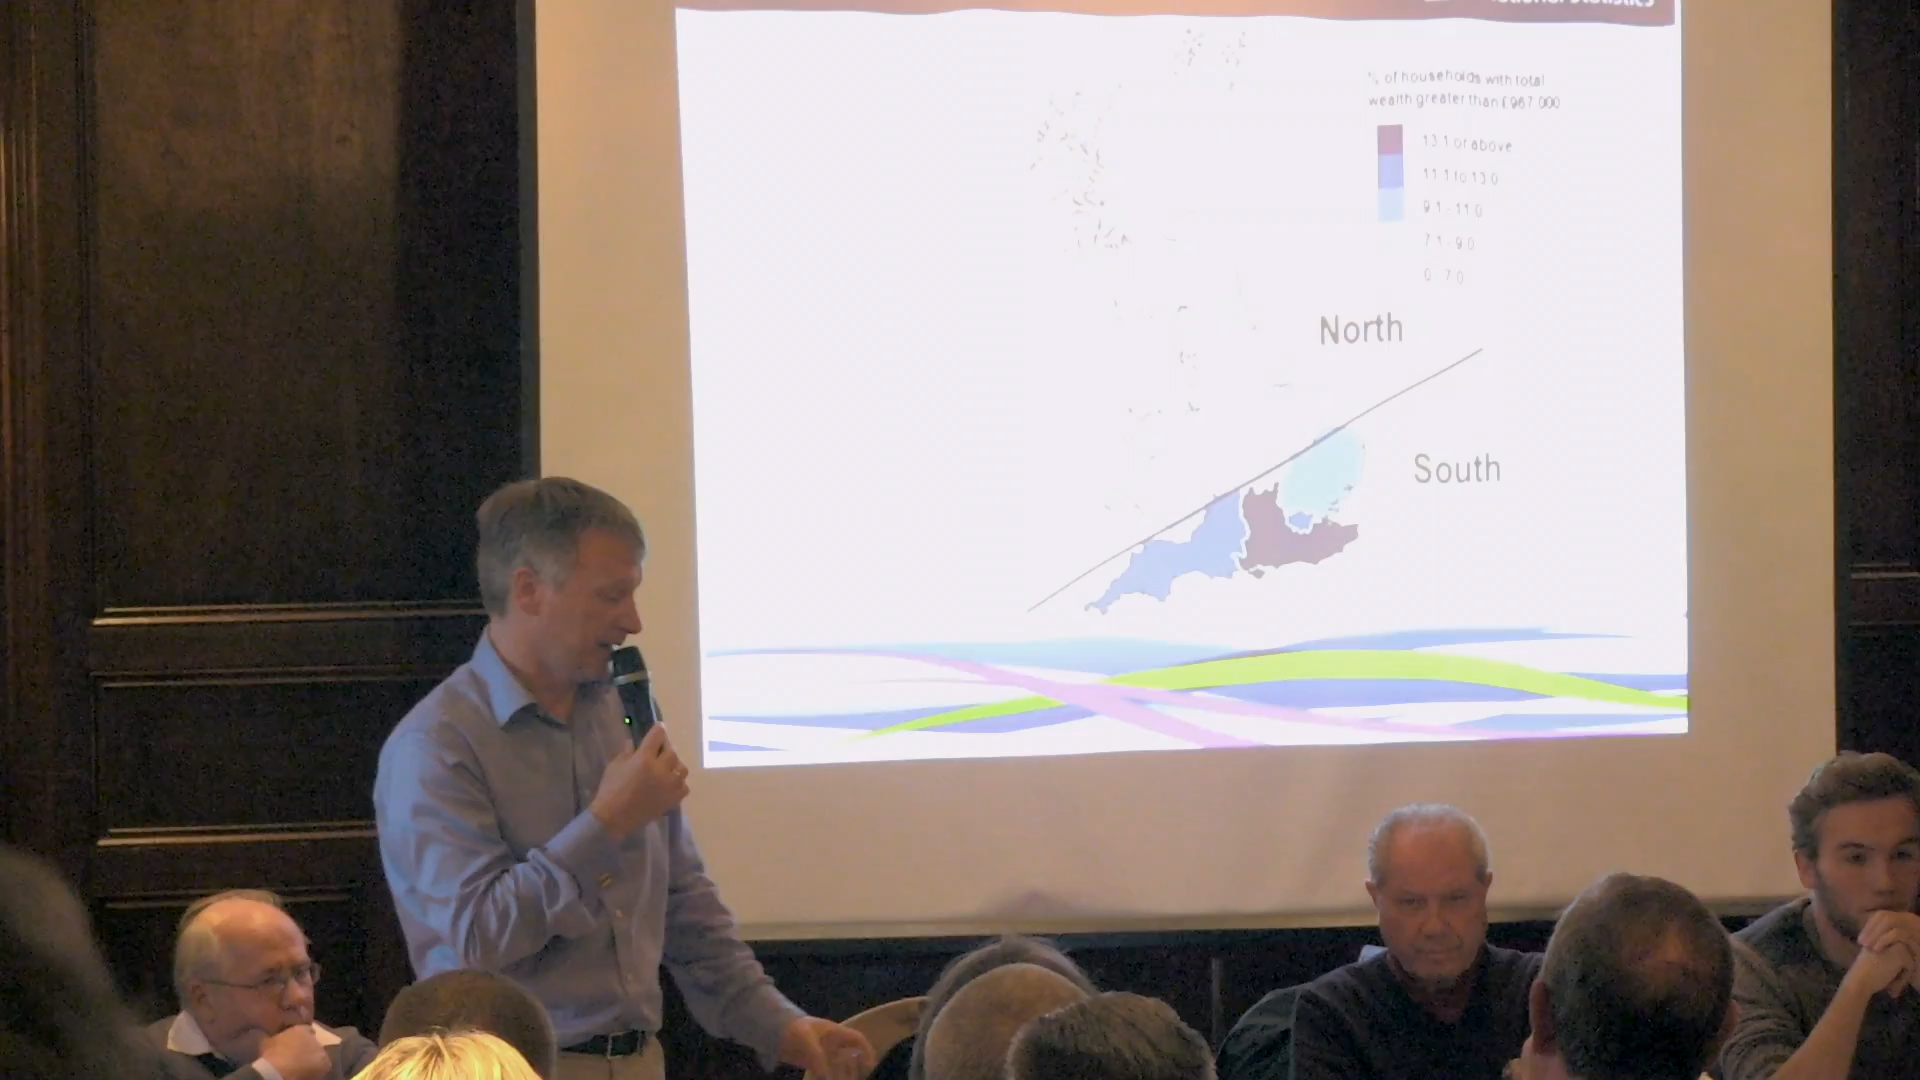 % of households with total
wealth greater than £967,000
13.1 or above
11.1 to 13.0
9.1 - 11.0
7.1 - 9.0
0 - 7.0
North
South